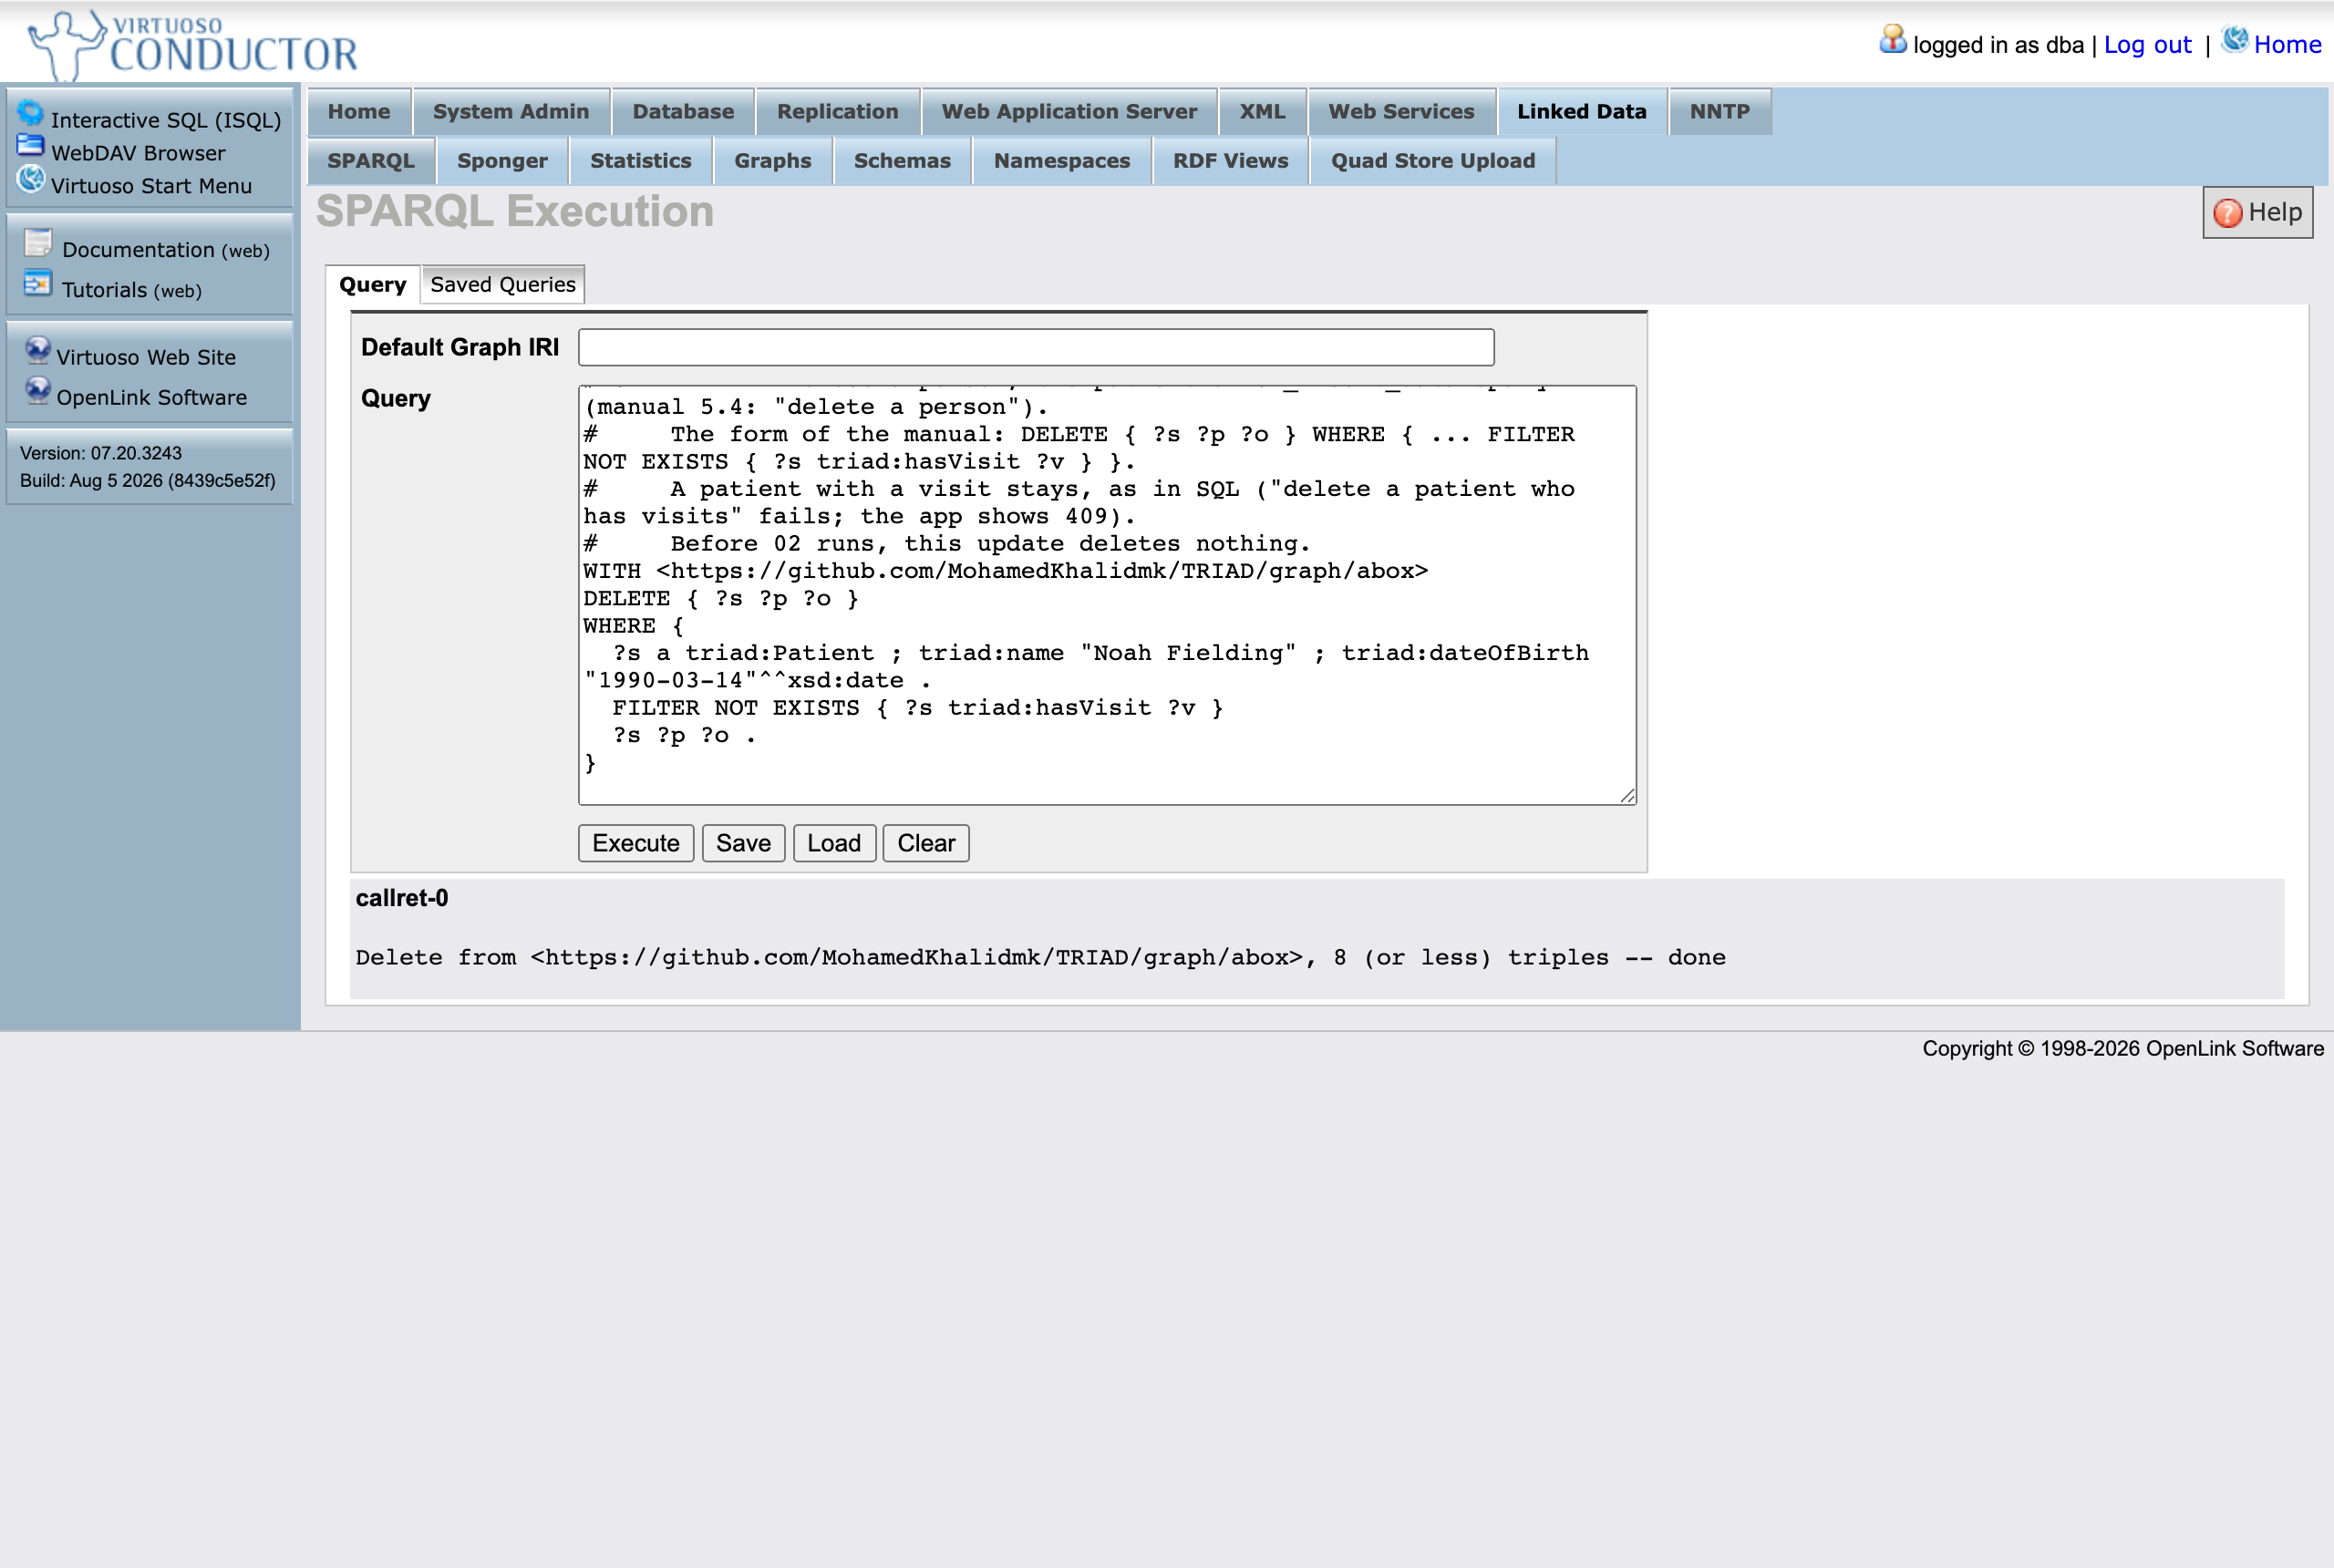 VIRTUOSO
CONDUCTOR
logged in as dba | Log out | Home
Interactive SQL (ISQL)
WebDAV Browser
Virtuoso Start Menu
Documentation (web)
Tutorials (web)
Virtuoso Web Site
OpenLink Software
Version: 07.20.3243
Build: Aug 5 2026 (8439c5e52f)
Home System Admin Database Replication Web Application Server XML Web Services Linked Data NNTP
SPARQL Sponger Statistics Graphs Schemas Namespaces RDF Views Quad Store Upload
SPARQL Execution
Help
Query Saved Queries
Default Graph IRI
Query
(manual 5.4: "delete a person").
#     The form of the manual: DELETE { ?s ?p ?o } WHERE { ... FILTER
NOT EXISTS { ?s triad:hasVisit ?v } }.
#     A patient with a visit stays, as in SQL ("delete a patient who
has visits" fails; the app shows 409).
#     Before 02 runs, this update deletes nothing.
WITH <https://github.com/MohamedKhalidmk/TRIAD/graph/abox>
DELETE { ?s ?p ?o }
WHERE {
  ?s a triad:Patient ; triad:name "Noah Fielding" ; triad:dateOfBirth
"1990-03-14"^^xsd:date .
  FILTER NOT EXISTS { ?s triad:hasVisit ?v }
  ?s ?p ?o .
}
Execute Save Load Clear
callret-0
Delete from <https://github.com/MohamedKhalidmk/TRIAD/graph/abox>, 8 (or less) triples -- done
Copyright © 1998-2026 OpenLink Software